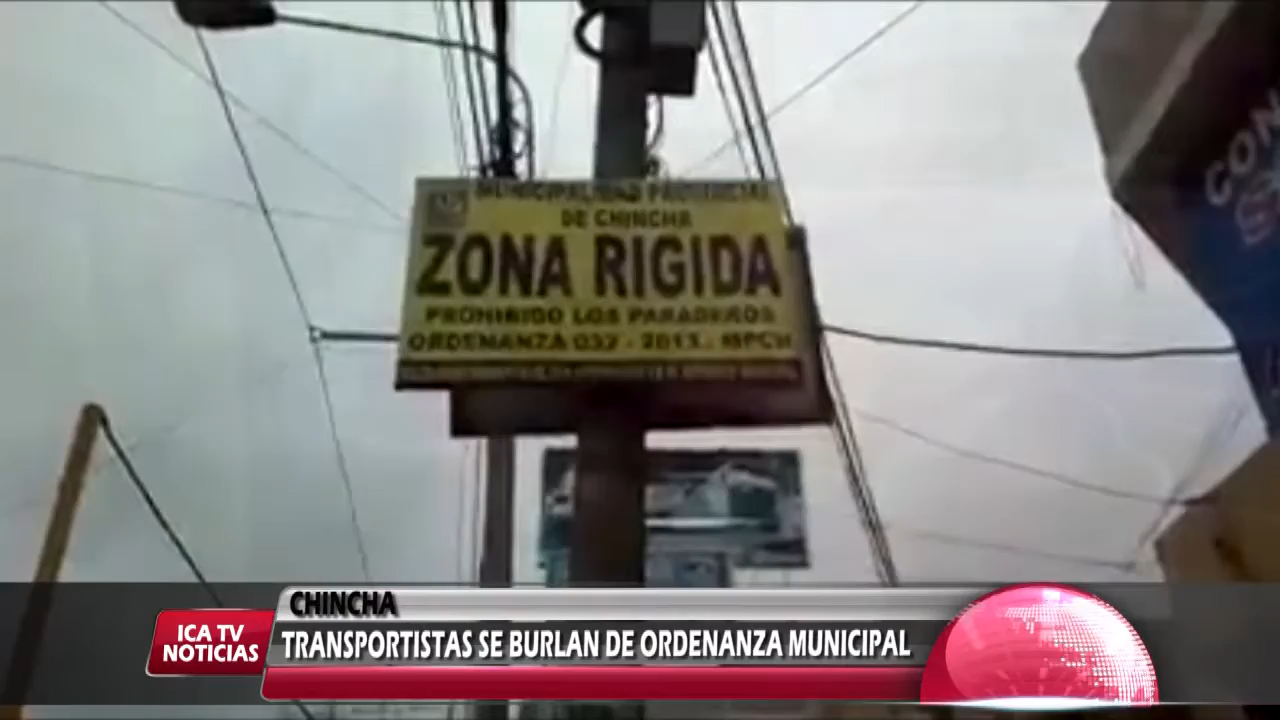 MUNICIPALIDAD PROVINCIAL
DE CHINCHA
ZONA RIGIDA
PROHIBIDO LOS PARADEROS
ORDENANZA 037 - 2013 - MPCH
CON
CHINCHA
ICA TV
NOTICIAS
TRANSPORTISTAS SE BURLAN DE ORDENANZA MUNICIPAL